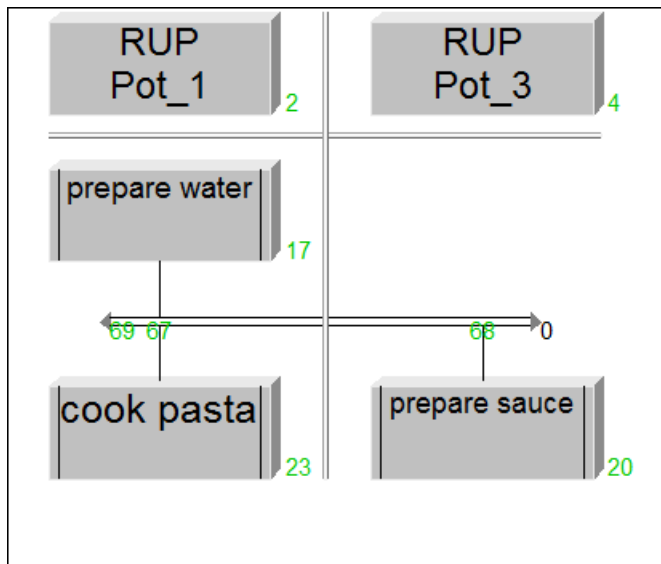 RUP
Pot_1
2
RUP
Pot_3
4
prepare water
17
69 67 68 0
cook pasta
23
prepare sauce
20